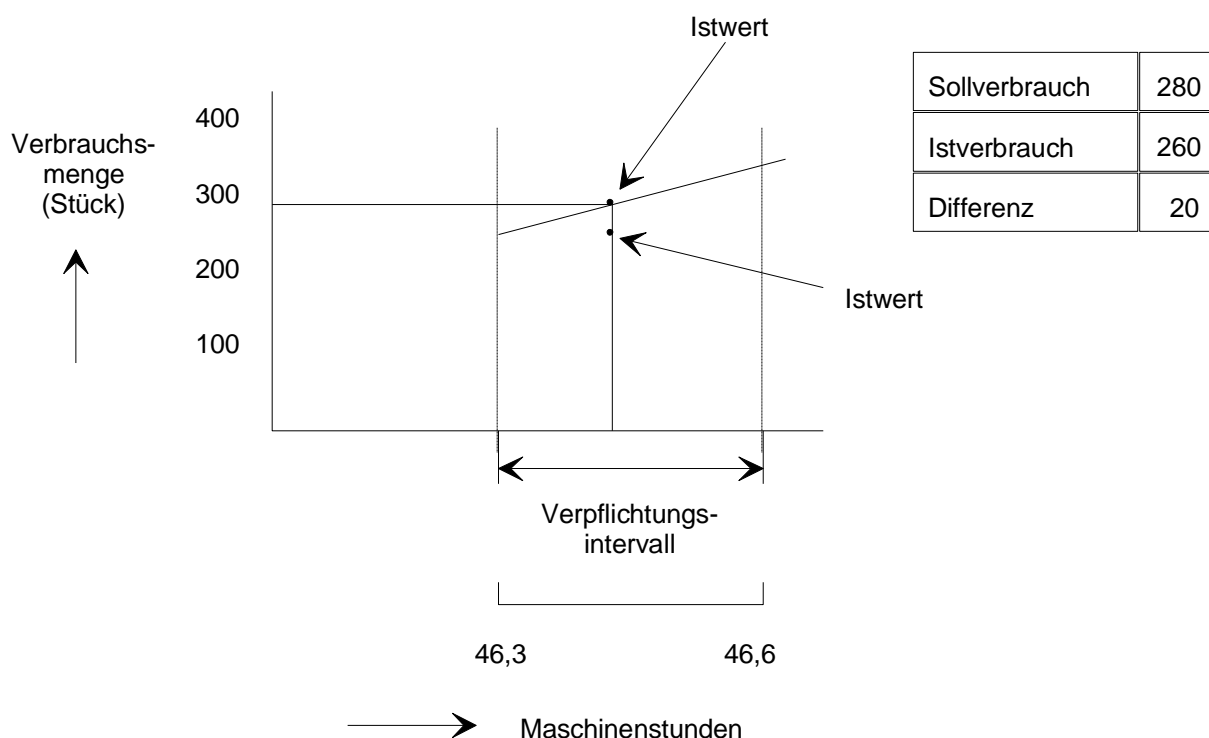 Istwert
Sollverbrauch 280
Istverbrauch 260
Differenz 20
Verbrauchs-
menge
(Stück)
400
300
200
100
Istwert
Verpflichtungs-
intervall
46,3 46,6
Maschinenstunden